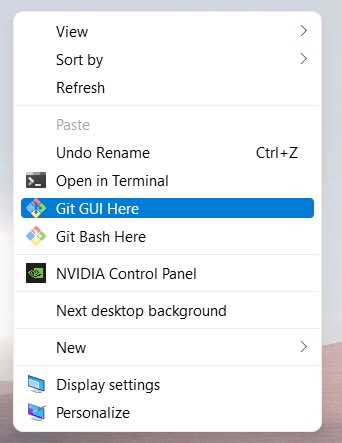 View
Sort by
Refresh
Paste
Undo Rename Ctrl+Z
Open in Terminal
Git GUI Here
Git Bash Here
NVIDIA Control Panel
Next desktop background
New
Display settings
Personalize